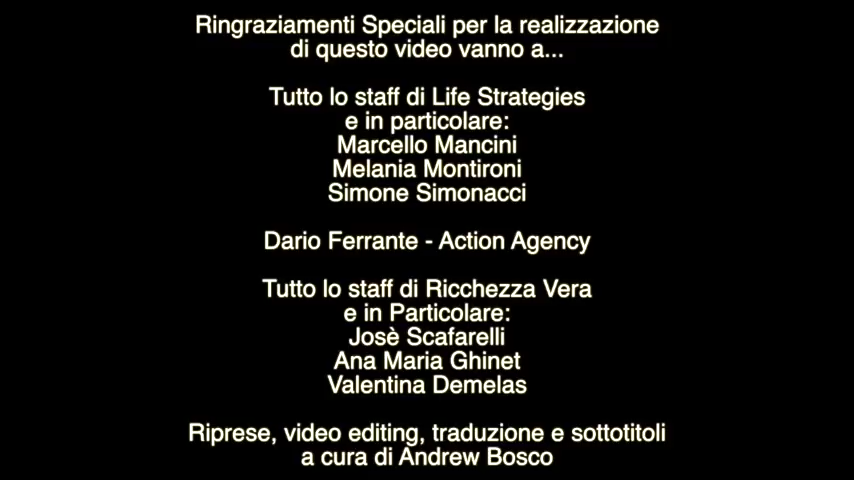 Ringraziamenti Speciali per la realizzazione
di questo video vanno a...
Tutto lo staff di Life Strategies
e in particolare:
Marcello Mancini
Melania Montironi
Simone Simonacci
Dario Ferrante - Action Agency
Tutto lo staff di Ricchezza Vera
e in Particolare:
Josè Scafarelli
Ana Maria Ghinet
Valentina Demelas
Riprese, video editing, traduzione e sottotitoli
a cura di Andrew Bosco